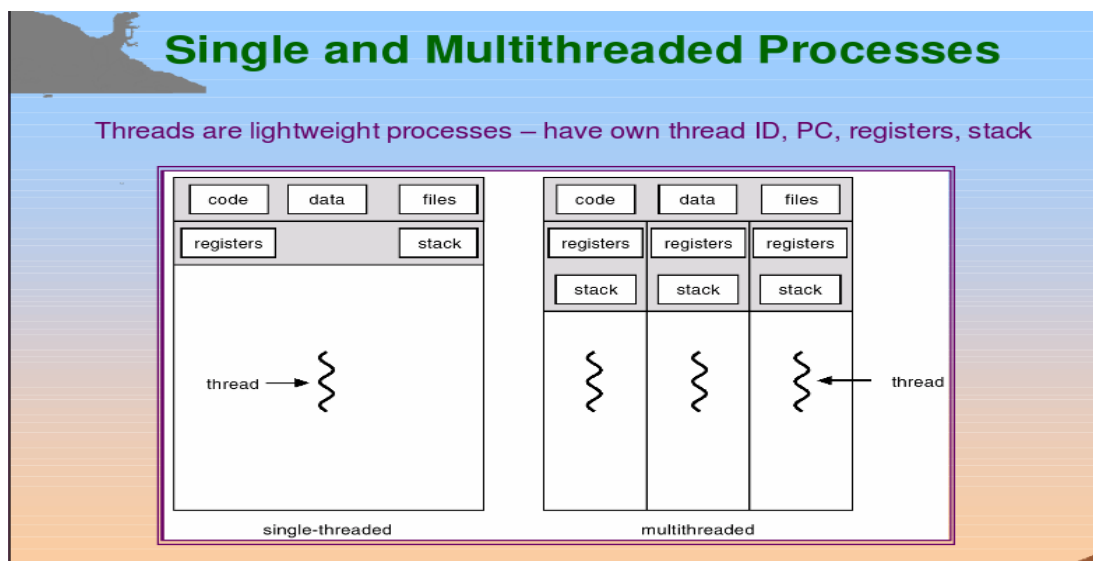 Single and Multithreaded Processes
Threads are lightweight processes – have own thread ID, PC, registers, stack
code data files
registers stack
thread
single-threaded
code data files
registers registers registers
stack stack stack
thread
multithreaded